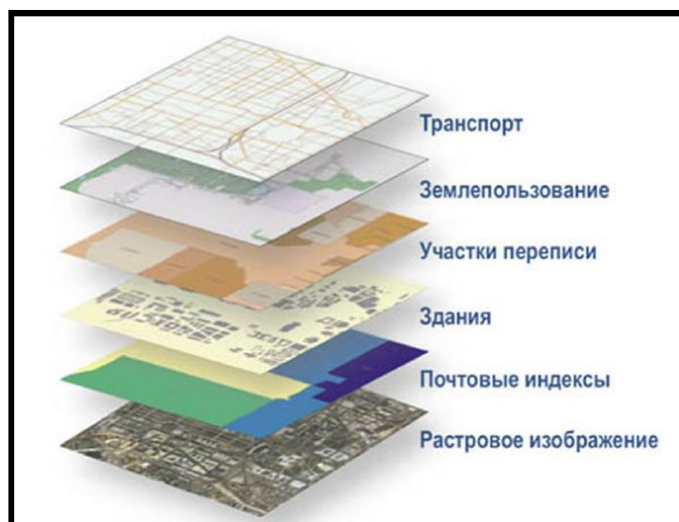 Транспорт
Землепользование
Участки переписи
Здания
Почтовые индексы
Растровое изображение